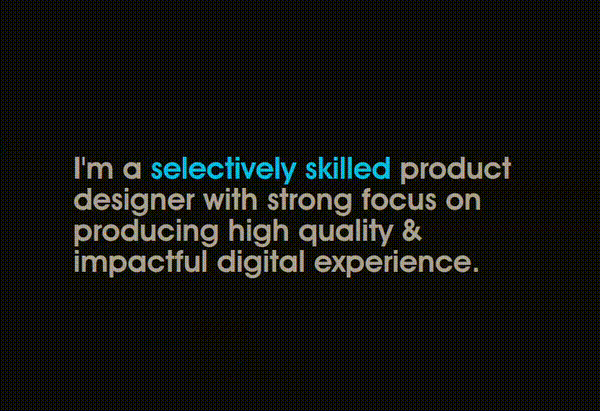 I'm a selectively skilled product
designer with strong focus on
producing high quality &
impactful digital experience.